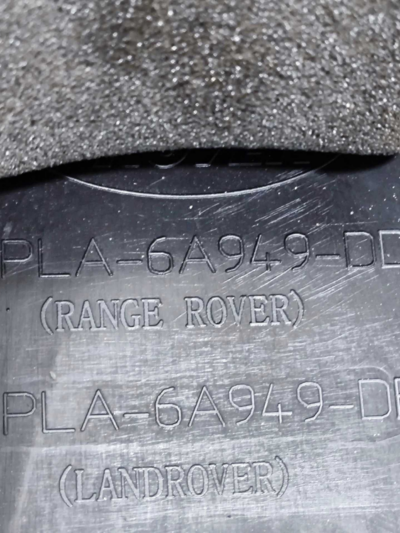 PLA-6A949-DD
(RANGE ROVER)
PLA-6A949-D
(LANDROVER)